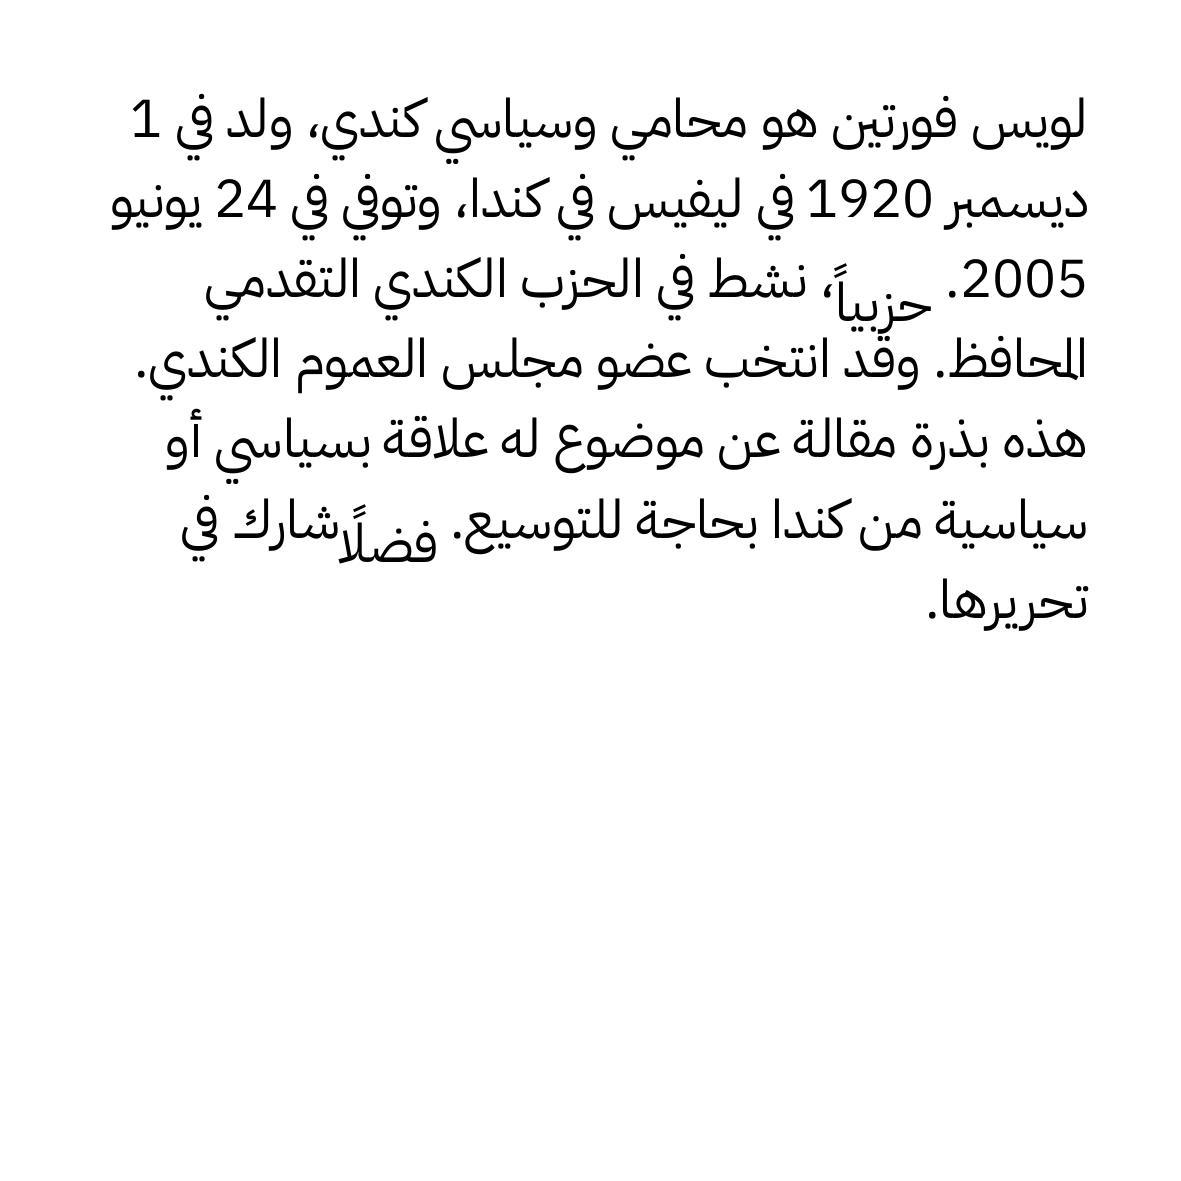 لويس فورتين هو محامي وسياسي كندي، ولد في 1
ديسمبر 1920 في ليفيس في كندا، وتوفي في 24 يونيو
2005. حزبياً، نشط في الحزب الكندي التقدمي
المحافظ. وقد انتخب عضو مجلس العموم الكندي.
هذه بذرة مقالة عن موضوع له علاقة بسياسي أو
سياسية من كندا بحاجة للتوسيع. فضلًا شارك في
تحريرها.